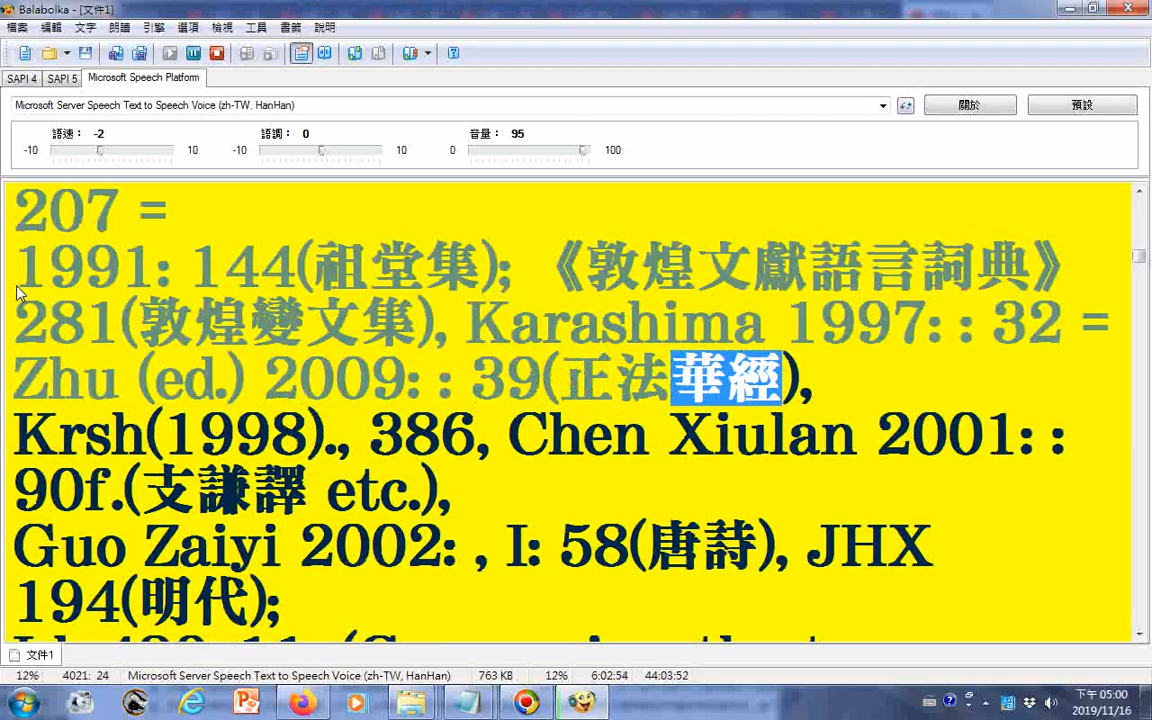 Balabolka - [文件1]
檔案 編輯 文字 朗讀 引擎 選項 檢視 工具 書籤 說明
SAPI 4 SAPI 5 Microsoft Speech Platform
Microsoft Server Speech Text to Speech Voice (zh-TW, HanHan) 關於 預設
語速： -2 語調： 0 音量： 95
-10 10 -10 10 0 100
207 =
1991: 144(祖堂集); 《敦煌文獻語言詞典》
281(敦煌變文集), Karashima 1997: : 32 =
Zhu (ed.) 2009: : 39(正法華經),
Krsh(1998)., 386, Chen Xiulan 2001: :
90f.(支謙譯 etc.),
Guo Zaiyi 2002: , I: 58(唐詩), JHX
194(明代);
文件1
12% 4021: 24 Microsoft Server Speech Text to Speech Voice (zh-TW, HanHan) 763 KB 12% 6:02:54 44:03:52
下午 05:00
2019/11/16